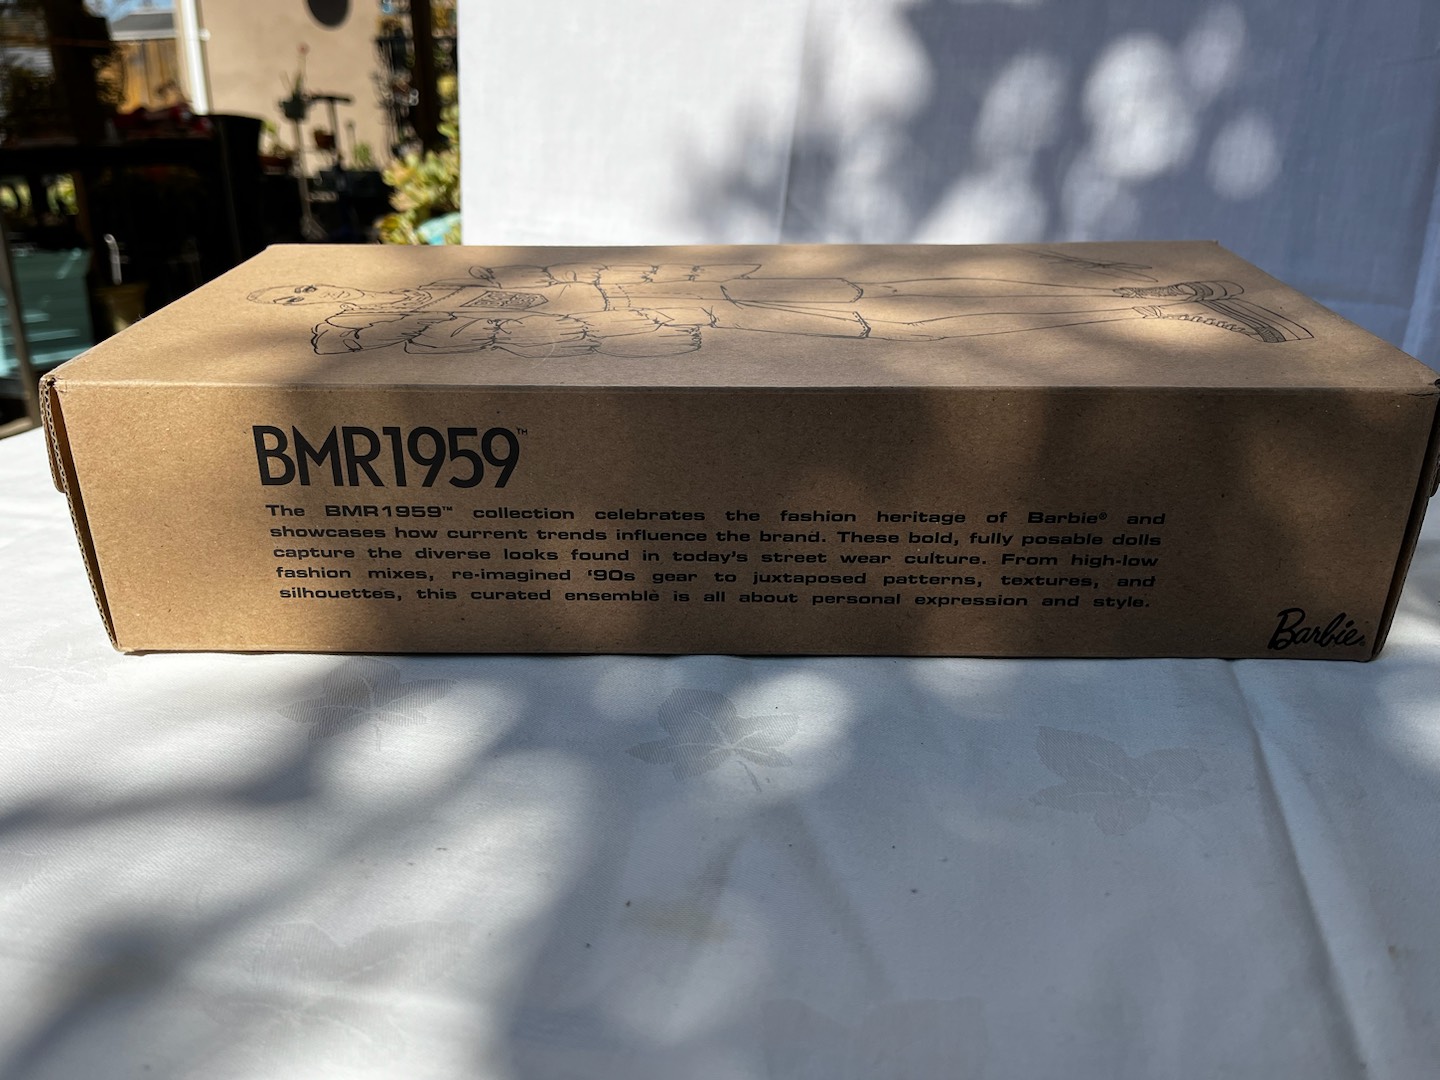 BMR1959™
The BMR1959™ collection celebrates the fashion heritage of Barbie® and
showcases how current trends influence the brand. These bold, fully posable dolls
capture the diverse looks found in today's street wear culture. From high-low
fashion mixes, re-imagined '90s gear to juxtaposed patterns, textures, and
silhouettes, this curated ensemble is all about personal expression and style.
Barbie®